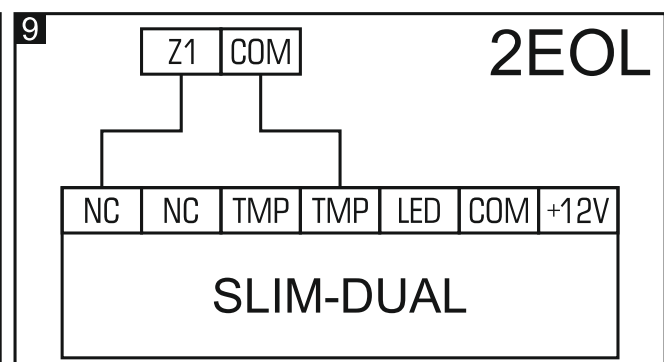 9
2EOL
Z1 COM
NC NC TMP TMP LED COM +12V
SLIM-DUAL